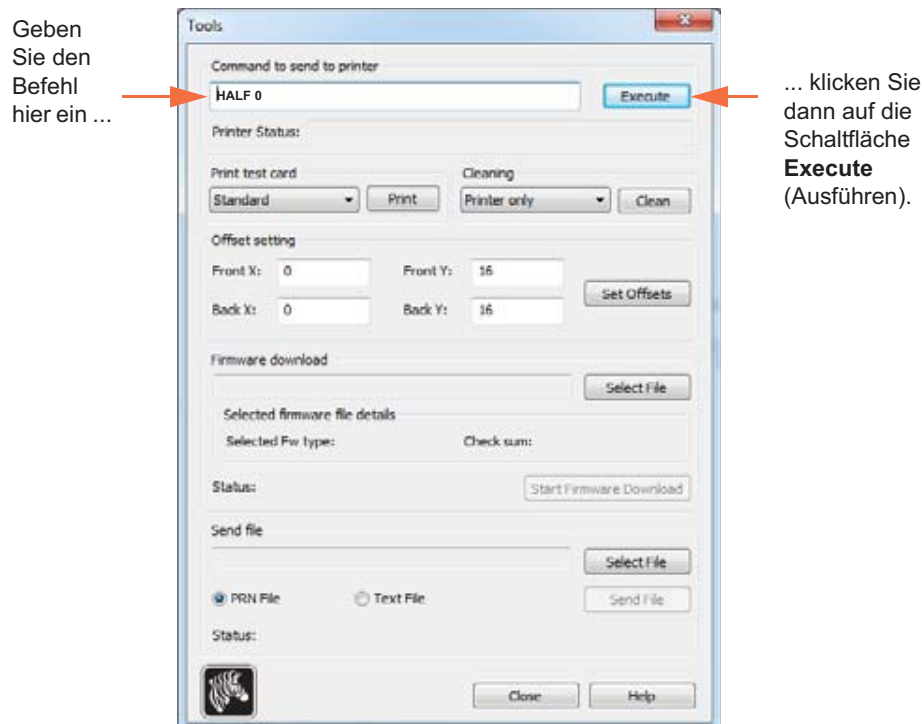 Geben
Sie den
Befehl
hier ein ...
Tools
Command to send to printer
HALF 0
Execute
... klicken Sie
dann auf die
Schaltfläche
Execute
(Ausführen).
Printer Status:
Print test card
Cleaning
Standard
Print
Printer only
Clean
Offset setting
Front X: 0
Front Y: 16
Back X: 0
Back Y: 16
Set Offsets
Firmware download
Select File
Selected firmware file details
Selected Fw type:
Check sum:
Status:
Start Firmware Download
Send file
Select File
PRN File
Text File
Send File
Status:
Close
Help